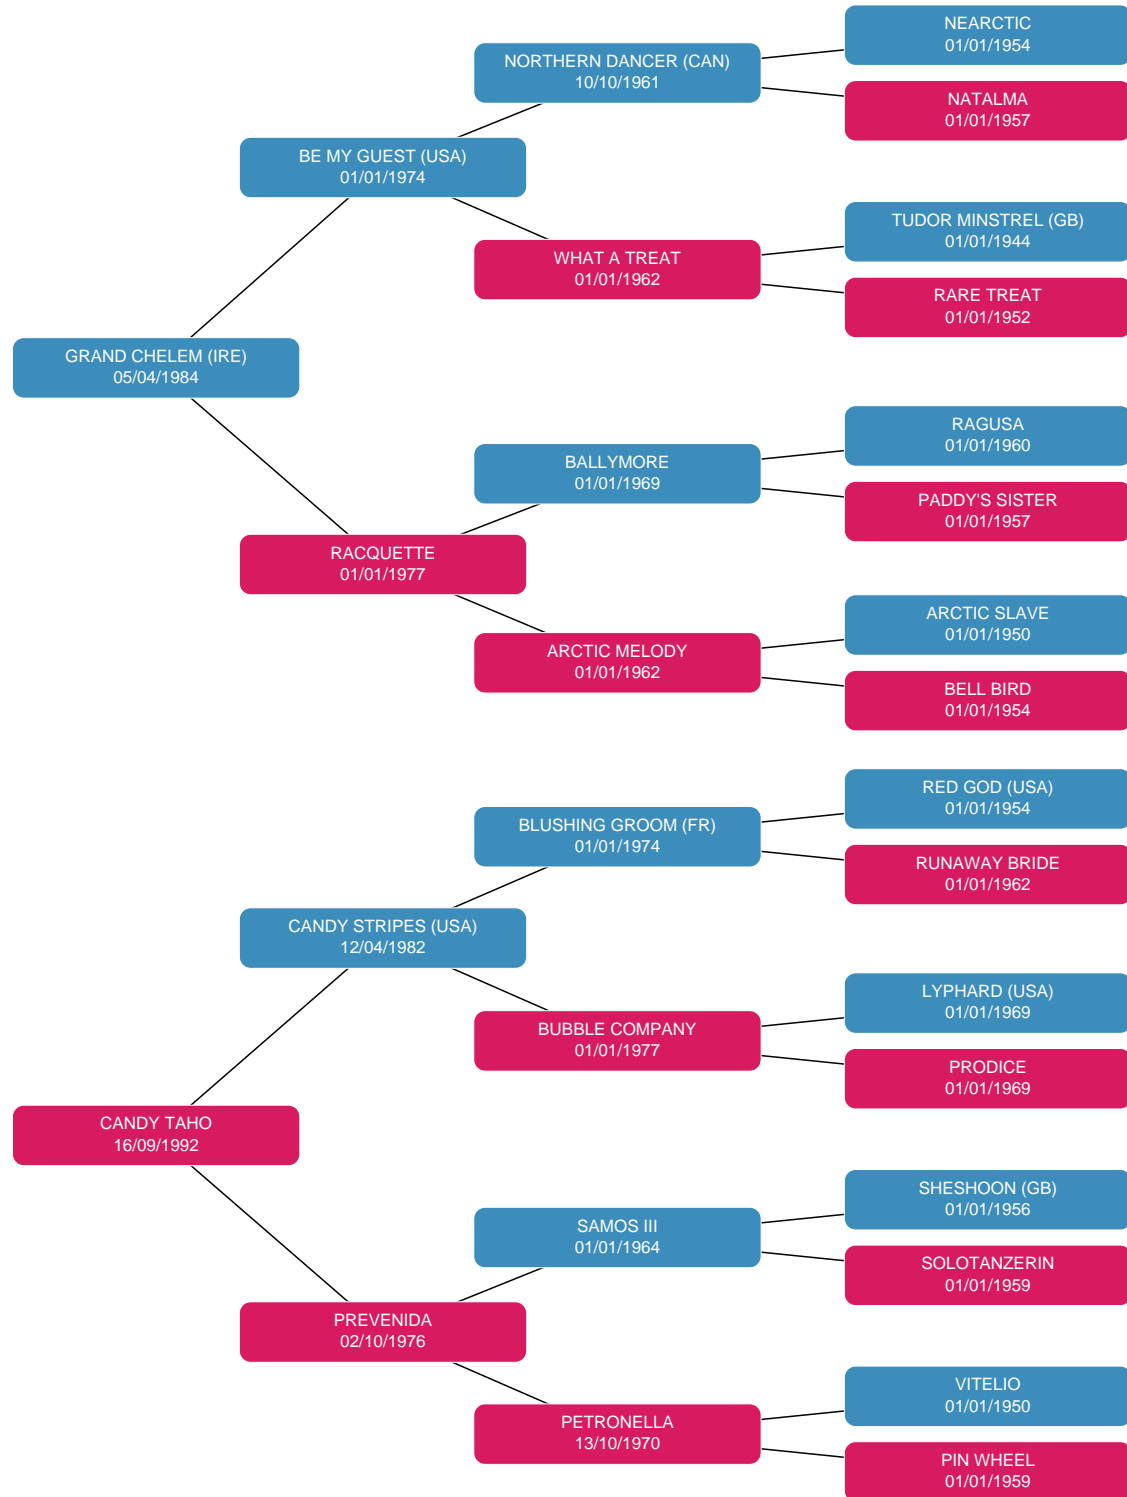 NEARCTIC
01/01/1954
NORTHERN DANCER (CAN)
10/10/1961
NATALMA
01/01/1957
BE MY GUEST (USA)
01/01/1974
TUDOR MINSTREL (GB)
01/01/1944
WHAT A TREAT
01/01/1962
RARE TREAT
01/01/1952
GRAND CHELEM (IRE)
05/04/1984
RAGUSA
01/01/1960
BALLYMORE
01/01/1969
PADDY'S SISTER
01/01/1957
RACQUETTE
01/01/1977
ARCTIC SLAVE
01/01/1950
ARCTIC MELODY
01/01/1962
BELL BIRD
01/01/1954
RED GOD (USA)
01/01/1954
BLUSHING GROOM (FR)
01/01/1974
RUNAWAY BRIDE
01/01/1962
CANDY STRIPES (USA)
12/04/1982
LYPHARD (USA)
01/01/1969
BUBBLE COMPANY
01/01/1977
PRODICE
01/01/1969
CANDY TAHO
16/09/1992
SHESHOON (GB)
01/01/1956
SAMOS III
01/01/1964
SOLOTANZERIN
01/01/1959
PREVENIDA
02/10/1976
VITELIO
01/01/1950
PETRONELLA
13/10/1970
PIN WHEEL
01/01/1959